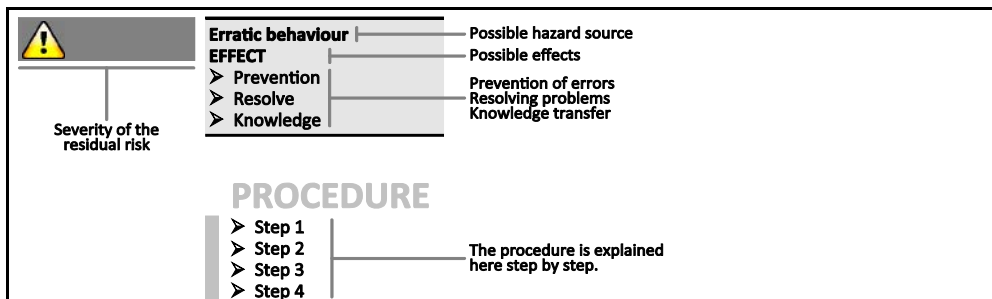 Erratic behaviour
Possible hazard source
EFFECT
Possible effects
Prevention
Resolve
Knowledge
Prevention of errors
Resolving problems
Knowledge transfer
Severity of the
residual risk
PROCEDURE
Step 1
Step 2
Step 3
Step 4
The procedure is explained
here step by step.